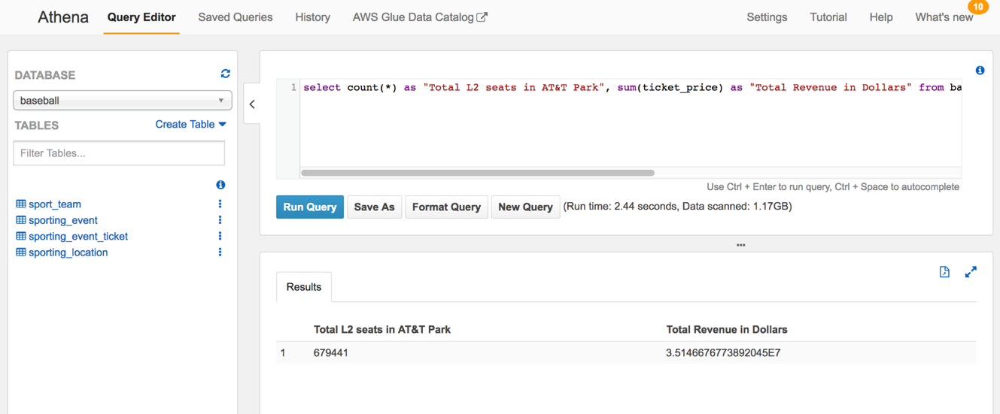 Athena Query Editor Saved Queries History AWS Glue Data Catalog Settings Tutorial Help What's new 10
DATABASE
baseball
TABLES Create Table
Filter Tables...
sport_team
sporting_event
sporting_event_ticket
sporting_location
1 select count(*) as "Total L2 seats in AT&T Park", sum(ticket_price) as "Total Revenue in Dollars" from ba
Use Ctrl + Enter to run query, Ctrl + Space to autocomplete
Run Query Save As Format Query New Query (Run time: 2.44 seconds, Data scanned: 1.17GB)
Results
Total L2 seats in AT&T Park Total Revenue in Dollars
1 679441 3.5146676773892045E7